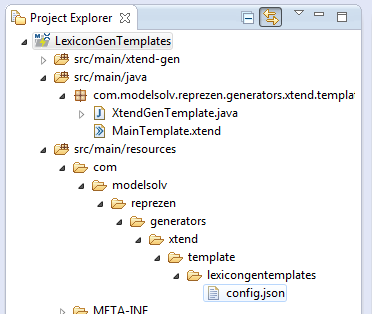 Project Explorer
LexiconGenTemplates
src/main/xtend-gen
src/main/java
com.modelsolv.reprezen.generators.xtend.templat
XtendGenTemplate.java
MainTemplate.xtend
src/main/resources
com
modelsolv
reprezen
generators
xtend
template
lexicongentemplates
config.json
META-INF